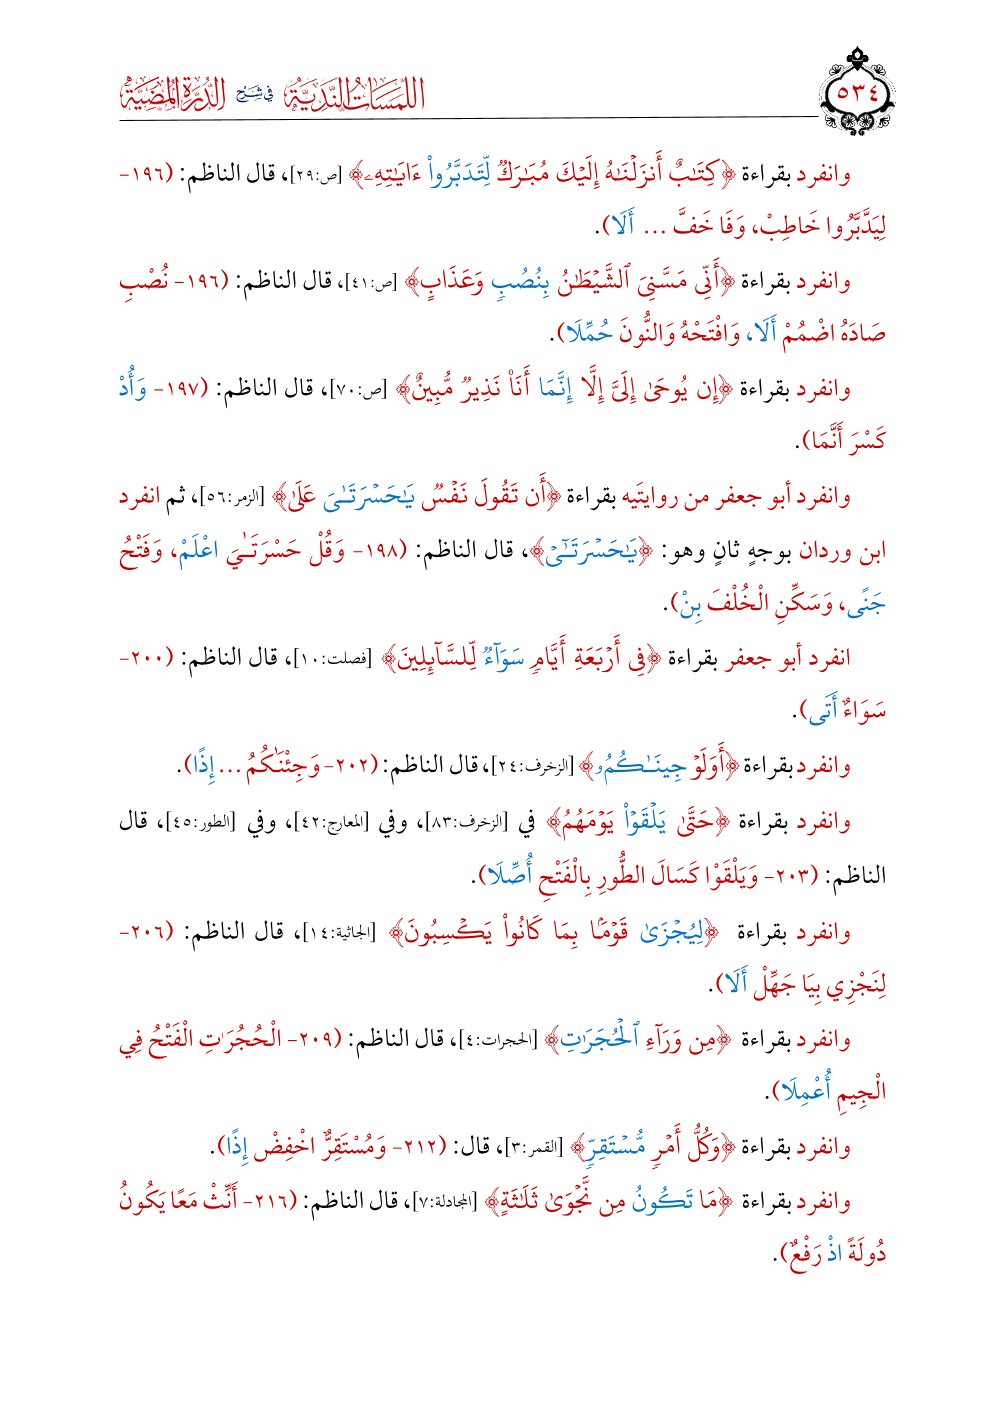 اللمسات الندية في شرح الدرة المضية
٥٣٤
وانفرد بقراءة ﴿كِتَٰبٌ أَنزَلۡنَٰهُ إِلَيۡكَ مُبَٰرَكٞ لِّتَدَبَّرُواْ ءَايَٰتِهِۦ﴾ [ص:٢٩]، قال الناظم: (١٩٦-
لِيَدَّبَّرُوا خَاطِبْ، وَفَا خَفَّ ... أَلَا).
وانفرد بقراءة ﴿أَنِّي مَسَّنِيَ ٱلشَّيۡطَٰنُ بِنُصُبٖ وَعَذَابٍ﴾ [ص:٤١]، قال الناظم: (١٩٦- نُصْبِ
صَادَهُ اضْمُمْ أَلَا، وَافْتَحْهُ وَالنُّونَ حُمِّلَا).
وانفرد بقراءة ﴿إِن يُوحَىٰ إِلَيَّ إِلَّا إِنَّمَا أَنَا۠ نَذِيرٞ مُّبِينٌ﴾ [ص:٧٠]، قال الناظم: (١٩٧- وَأُدْ
كَسْرَ أَنَّمَا).
وانفرد أبو جعفر من روايتَيه بقراءة ﴿أَن تَقُولَ نَفۡسٞ يَٰحَسۡرَتَـٰىَ عَلَىٰ﴾ [الزمر:٥٦]، ثم انفرد
ابن وردان بوجهٍ ثانٍ وهو: ﴿يَٰحَسۡرَتَـٰٓيۡ﴾، قال الناظم: (١٩٨- وَقُلْ حَسْرَتَـٰيَ اعْلَمْ، وَفَتْحُ
جَنًى، وَسَكِّنِ الْخُلْفَ بِنْ).
انفرد أبو جعفر بقراءة ﴿فِي أَرۡبَعَةِ أَيَّامٖ سَوَآءٞ لِّلسَّآئِلِينَ﴾ [فصلت:١٠]، قال الناظم: (٢٠٠-
سَوَاءٌ أَتَى).
وانفرد بقراءة ﴿أَوَلَوۡ جِينَـٰكُمُۥ﴾ [الزخرف:٢٤]، قال الناظم: (٢٠٢- وَجِئْنَاكُمُ ... إِذًا).
وانفرد بقراءة ﴿حَتَّىٰ يَلۡقَوۡاْ يَوۡمَهُمُ﴾ في [الزخرف:٨٣]، وفي [المعارج:٤٢]، وفي [الطور:٤٥]، قال
الناظم: (٢٠٣- وَيَلْقَوْا كَسَالَ الطُّورِ بِالْفَتْحِ أُصِّلَا).
وانفرد بقراءة ﴿لِيُجۡزَىٰ قَوۡمَۢا بِمَا كَانُواْ يَكۡسِبُونَ﴾ [الجاثية:١٤]، قال الناظم: (٢٠٦-
لِنَجْزِي بِيَا جَهِّلْ أَلَا).
وانفرد بقراءة ﴿مِن وَرَآءِ ٱلۡحُجَرَٰتِ﴾ [الحجرات:٤]، قال الناظم: (٢٠٩- الْحُجُرَاتِ الْفَتْحُ فِي
الْجِيمِ أُعْمِلَا).
وانفرد بقراءة ﴿وَكُلُّ أَمۡرٖ مُّسۡتَقِرّٖ﴾ [القمر:٣]، قال: (٢١٢- وَمُسْتَقِرٌّ اخْفِضْ إِذًا).
وانفرد بقراءة ﴿مَا تَكُونُ مِن نَّجۡوَىٰ ثَلَٰثَةٍ﴾ [المجادلة:٧]، قال الناظم: (٢١٦- أَنِّثْ مَعًا يَكُونُ
دُولَةً اذْ رَفْعٌ).